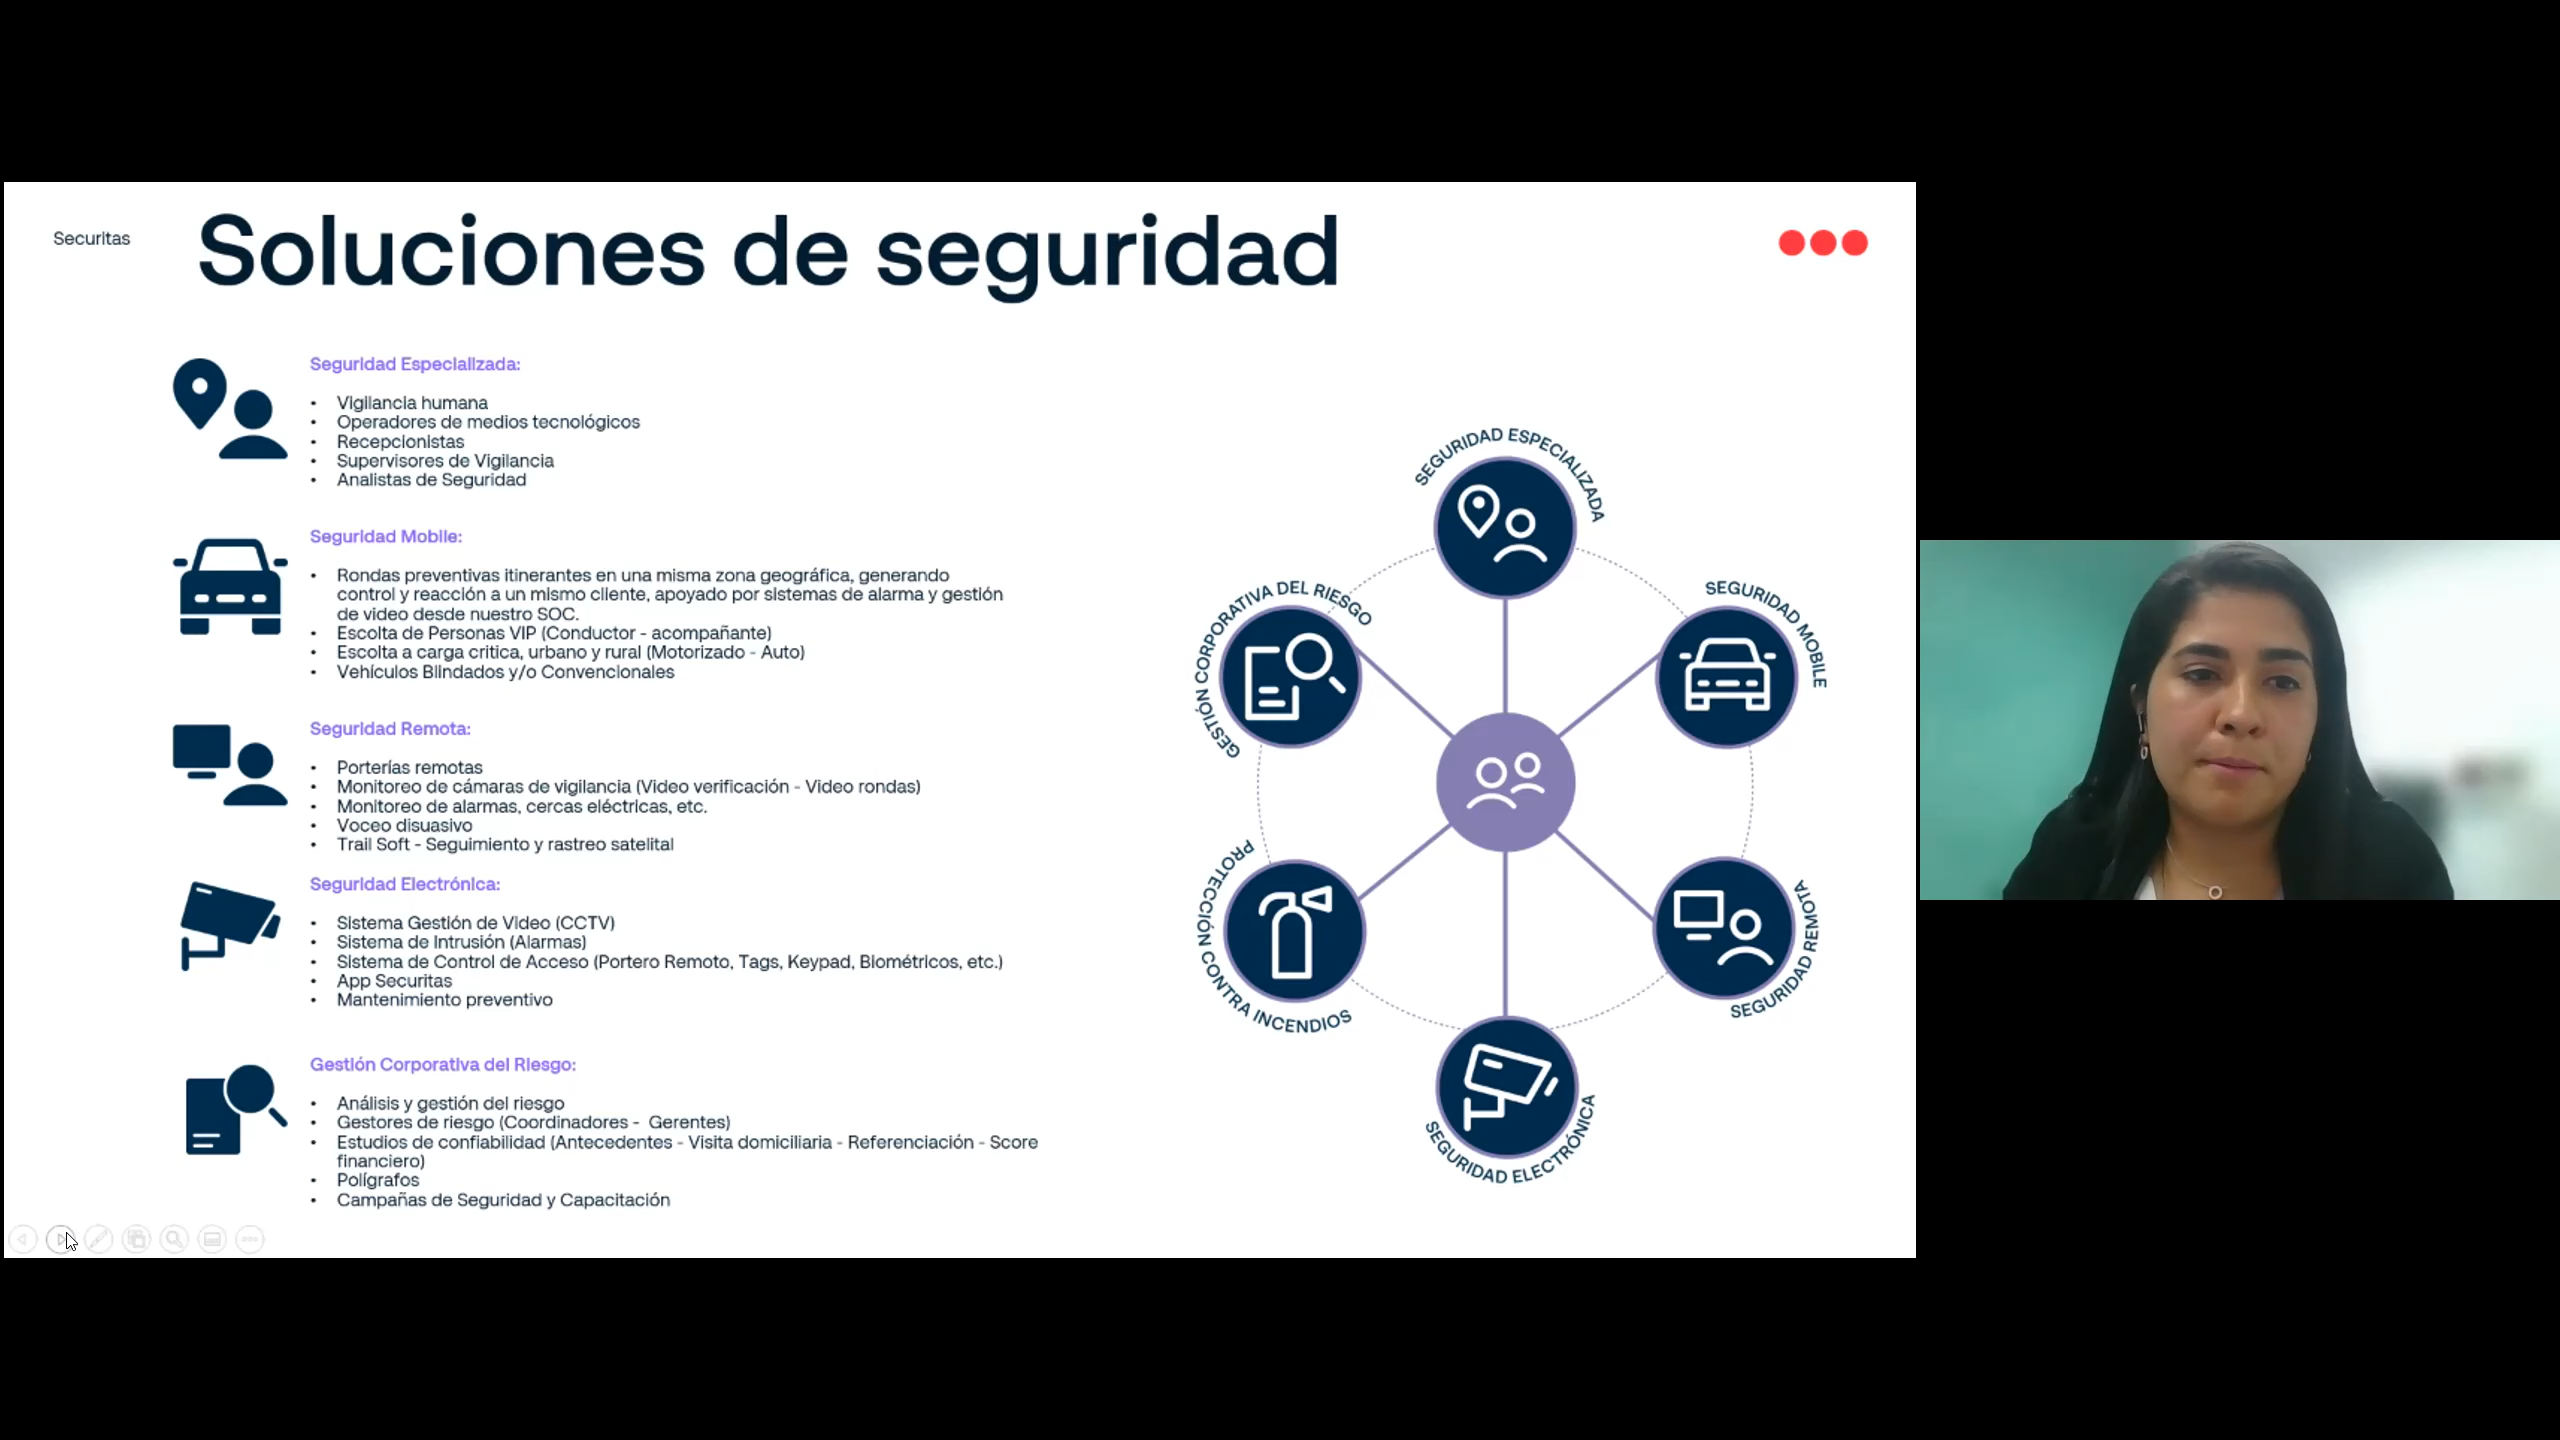 Securitas
Soluciones de seguridad
Seguridad Especializada:
• Vigilancia humana
• Operadores de medios tecnológicos
• Recepcionistas
• Supervisores de Vigilancia
• Analistas de Seguridad
Seguridad Mobile:
• Rondas preventivas itinerantes en una misma zona geográfica, generando
control y reacción a un mismo cliente, apoyado por sistemas de alarma y gestión
de video desde nuestro SOC.
• Escolta de Personas VIP (Conductor - acompañante)
• Escolta a carga critica, urbano y rural (Motorizado - Auto)
• Vehículos Blindados y/o Convencionales
Seguridad Remota:
• Porterías remotas
• Monitoreo de cámaras de vigilancia (Video verificación - Video rondas)
• Monitoreo de alarmas, cercas eléctricas, etc.
• Voceo disuasivo
• Trail Soft - Seguimiento y rastreo satelital
Seguridad Electrónica:
• Sistema Gestión de Video (CCTV)
• Sistema de Intrusión (Alarmas)
• Sistema de Control de Acceso (Portero Remoto, Tags, Keypad, Biométricos, etc.)
• App Securitas
• Mantenimiento preventivo
Gestión Corporativa del Riesgo:
• Análisis y gestión del riesgo
• Gestores de riesgo (Coordinadores - Gerentes)
• Estudios de confiabilidad (Antecedentes - Visita domiciliaria - Referenciación - Score
financiero)
• Polígrafos
• Campañas de Seguridad y Capacitación
SEGURIDAD ESPECIALIZADA
SEGURIDAD MOBILE
SEGURIDAD REMOTA
SEGURIDAD ELECTRÓNICA
PROTECCIÓN CONTRA INCENDIOS
GESTIÓN CORPORATIVA DEL RIESGO